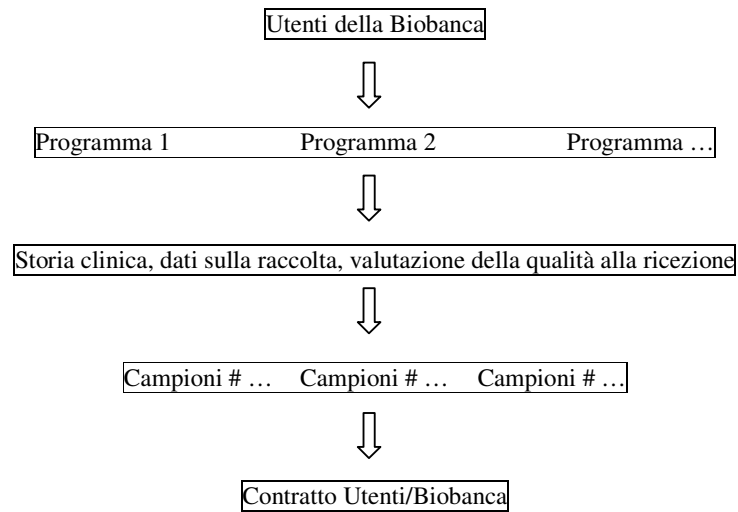 Utenti della Biobanca
Programma 1 Programma 2 Programma …
Storia clinica, dati sulla raccolta, valutazione della qualità alla ricezione
Campioni # … Campioni # … Campioni # …
Contratto Utenti/Biobanca